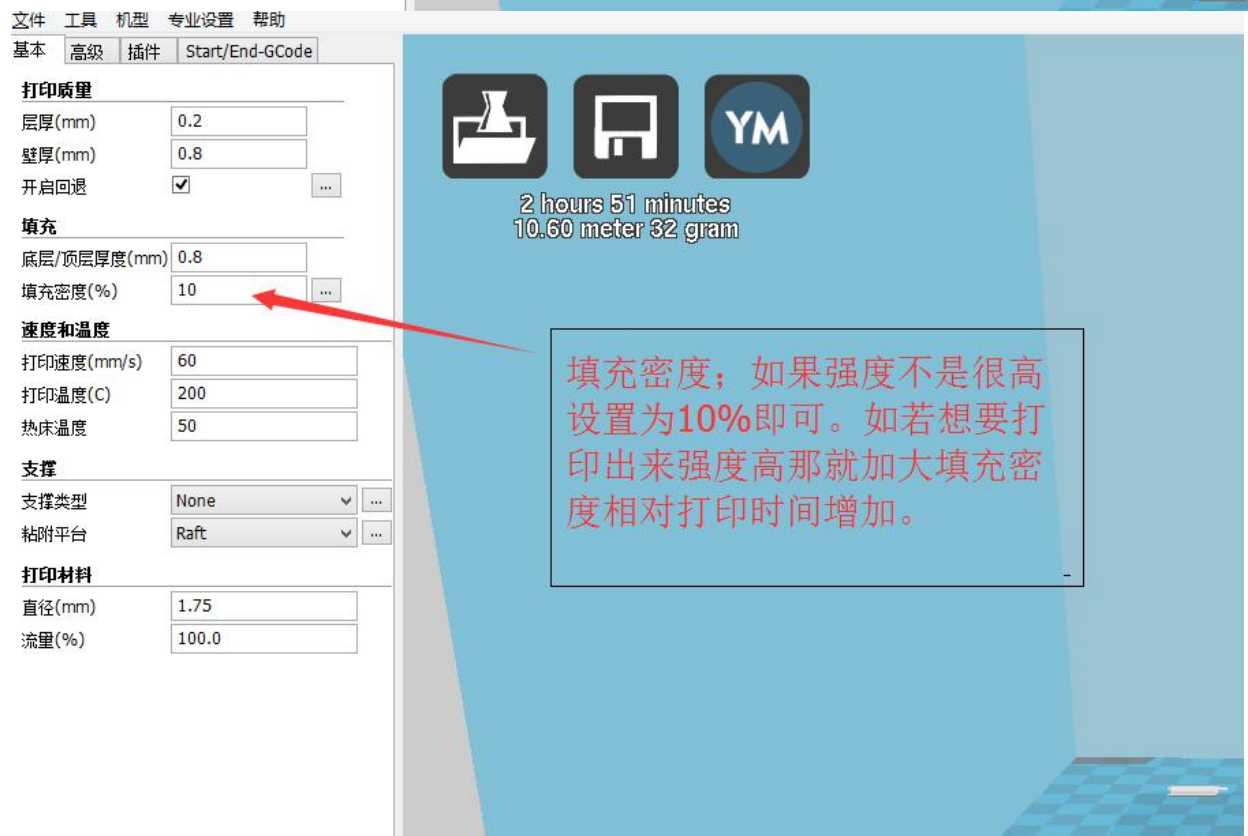 文件 工具 机型 专业设置 帮助
基本 高级 插件 Start/End-GCode
打印质量
层厚(mm) 0.2
壁厚(mm) 0.8
开启回退 ...
填充
底层/顶层厚度(mm) 0.8
填充密度(%) 10 ...
速度和温度
打印速度(mm/s) 60
打印温度(C) 200
热床温度 50
支撑
支撑类型 None ...
粘附平台 Raft ...
打印材料
直径(mm) 1.75
流量(%) 100.0
YM
2 hours 51 minutes
10.60 meter 32 gram
填充密度；如果强度不是很高
设置为10%即可。如若想要打
印出来强度高那就加大填充密
度相对打印时间增加。